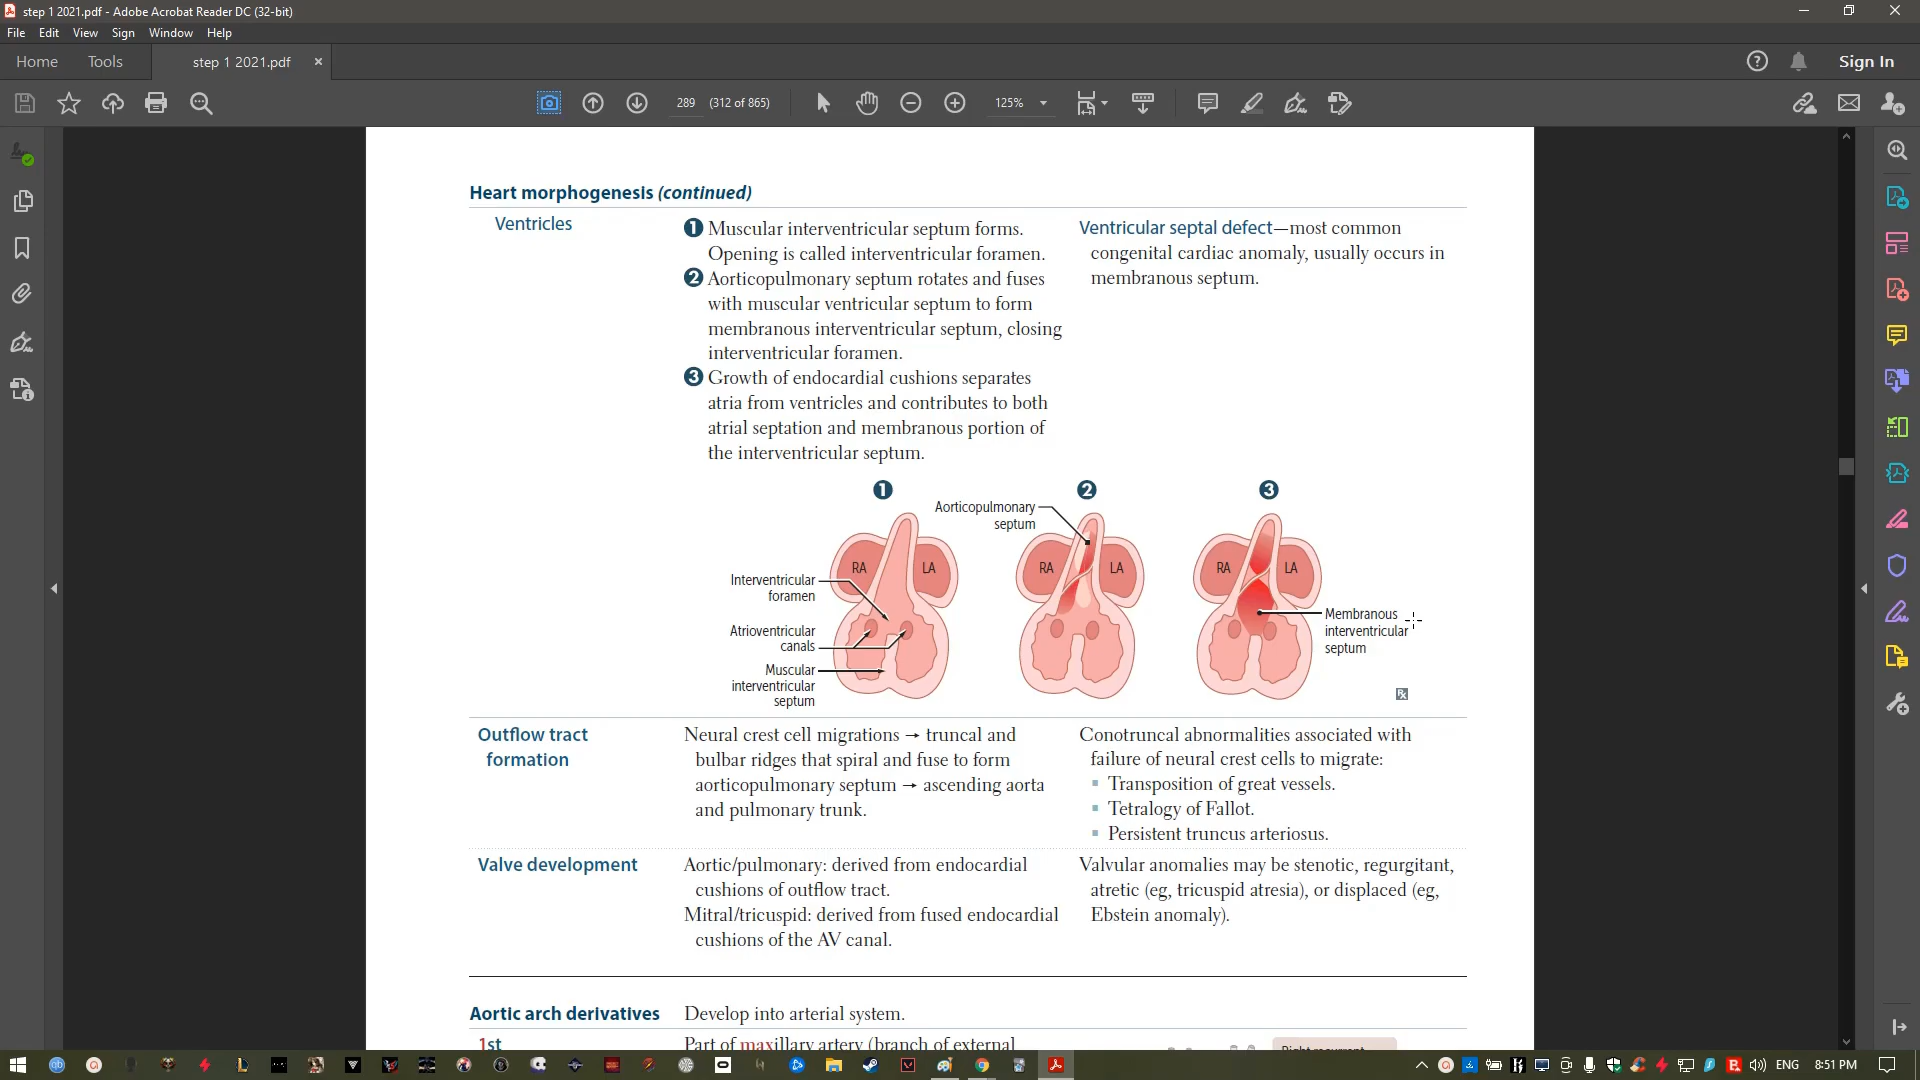 step 1 2021.pdf - Adobe Acrobat Reader DC (32-bit)
File Edit View Sign Window Help
Home Tools step 1 2021.pdf × Sign In
289 (312 of 865) 125%
Heart morphogenesis (continued)
Ventricles
1 Muscular interventricular septum forms.
Opening is called interventricular foramen.
2 Aorticopulmonary septum rotates and fuses
with muscular ventricular septum to form
membranous interventricular septum, closing
interventricular foramen.
3 Growth of endocardial cushions separates
atria from ventricles and contributes to both
atrial septation and membranous portion of
the interventricular septum.
Ventricular septal defect—most common
congenital cardiac anomaly, usually occurs in
membranous septum.
1
Interventricular
foramen
Atrioventricular
canals
Muscular
interventricular
septum
RA LA
2
Aorticopulmonary
septum
RA LA
3
RA LA
Membranous
interventricular
septum
Rx
Outflow tract
formation
Neural crest cell migrations → truncal and
bulbar ridges that spiral and fuse to form
aorticopulmonary septum → ascending aorta
and pulmonary trunk.
Conotruncal abnormalities associated with
failure of neural crest cells to migrate:
▪ Transposition of great vessels.
▪ Tetralogy of Fallot.
▪ Persistent truncus arteriosus.
Valve development
Aortic/pulmonary: derived from endocardial
cushions of outflow tract.
Mitral/tricuspid: derived from fused endocardial
cushions of the AV canal.
Valvular anomalies may be stenotic, regurgitant,
atretic (eg, tricuspid atresia), or displaced (eg,
Ebstein anomaly).
Aortic arch derivatives
Develop into arterial system.
1st
Part of maxillary artery (branch of external
Right recurrent
ENG 8:51 PM